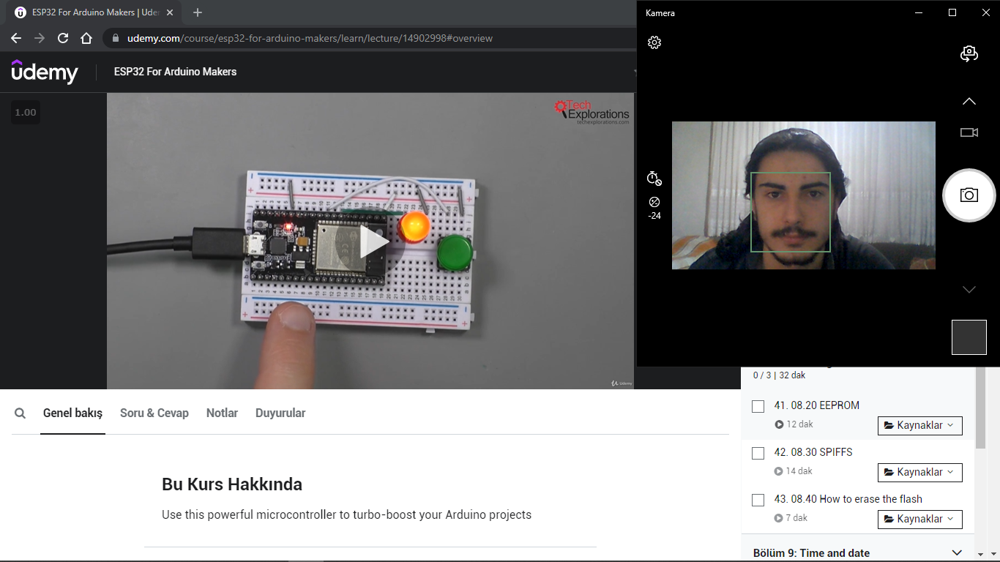 ESP32 For Arduino Makers | Uder
udemy.com/course/esp32-for-arduino-makers/learn/lecture/14902998#overview
Kamera
udemy
ESP32 For Arduino Makers
1.00
Tech
Explorations
techexplorations.com
-24
Udemy
0 / 3 | 32 dak
41. 08.20 EEPROM
12 dak
Kaynaklar
42. 08.30 SPIFFS
14 dak
Kaynaklar
43. 08.40 How to erase the flash
7 dak
Kaynaklar
Bölüm 9: Time and date
Genel bakış
Soru & Cevap
Notlar
Duyurular
Bu Kurs Hakkında
Use this powerful microcontroller to turbo-boost your Arduino projects